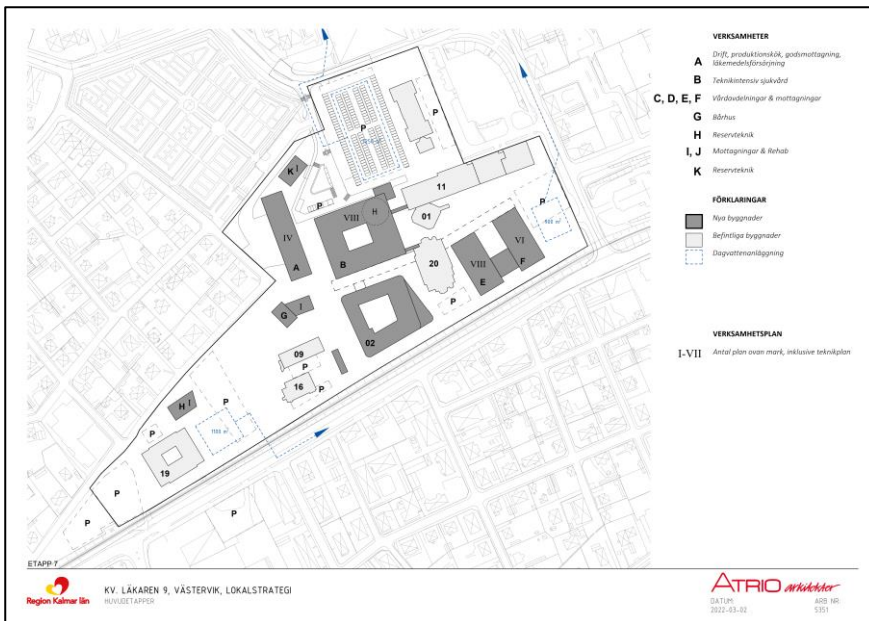 P
P
P
K I
P
VIII
H
11
01
IV
A
B
20
VIII
E
VI
F
P
P
G
I
02
09
P
16
P
H I
P
P
1100 m²
19
P
P
P
ETAPP 7
VERKSAMHETER
A Drift, produktionskök, godsmottagning,
läkemedelsförsörjning
B Teknikintensiv sjukvård
C, D, E, F Vårdavdelningar & mottagningar
G Bårhus
H Reservteknik
I, J Mottagningar & Rehab
K Reservteknik
FÖRKLARINGAR
Nya byggnader
Befintliga byggnader
Dagvattenanläggning
VERKSAMHETSPLAN
I-VII Antal plan ovan mark, inklusive teknikplan
Region Kalmar län
KV. LÄKAREN 9, VÄSTERVIK, LOKALSTRATEGI
HUVUDETAPPER
ATRIO arkitekter
DATUM
2022-03-02
ARB NR
5351